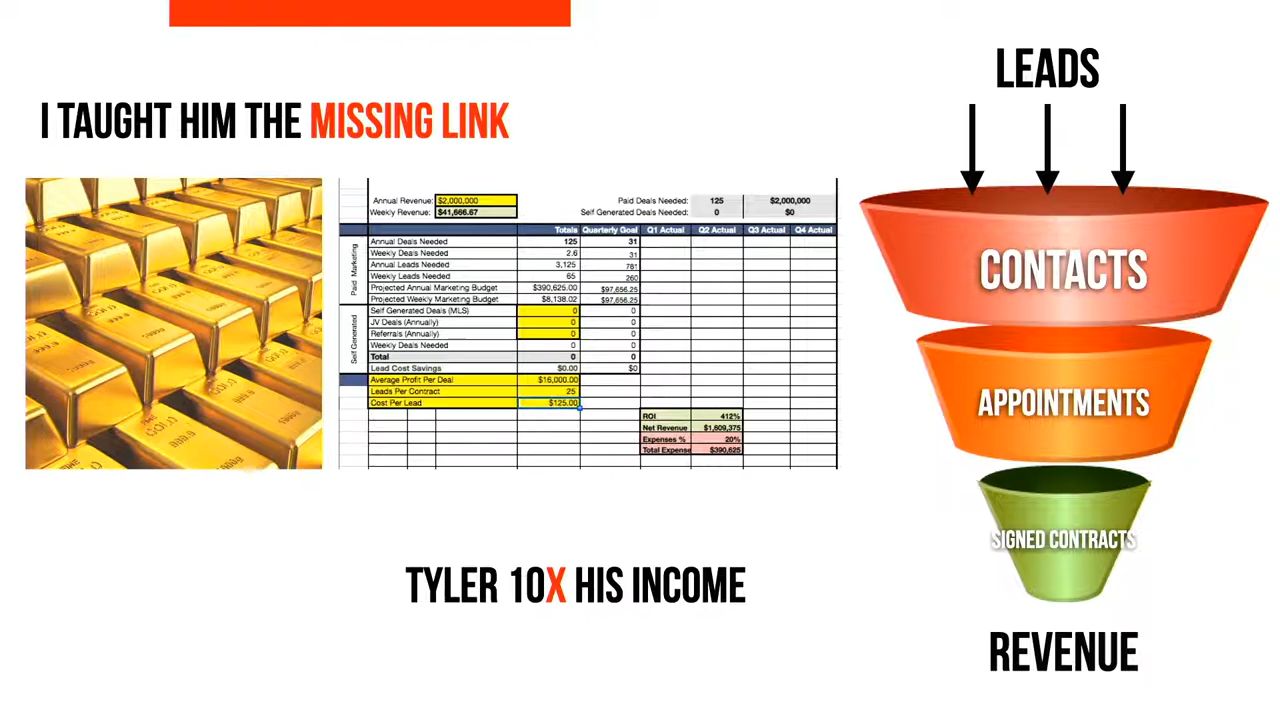 I TAUGHT HIM THE MISSING LINK
Annual Revenue: $2,000,000 Paid Deals Needed: 125 $2,000,000
Weekly Revenue: $41,666.67 Self Generated Deals Needed: 0 $0
Totals Quarterly Goal Q1 Actual Q2 Actual Q3 Actual Q4 Actual
Paid Marketing
Annual Deals Needed 125 31
Weekly Deals Needed 2.6 31
Annual Leads Needed 3,125 781
Weekly Leads Needed 65 260
Projected Annual Marketing Budget $390,625.00 $97,656.25
Projected Weekly Marketing Budget $8,138.02 $97,656.25
Self Generated
Self Generated Deals (MLS) 0 0
JV Deals (Annually) 0 0
Referrals (Annually) 0 0
Weekly Deals Needed 0 0
Total 0 0
Lead Cost Savings $0.00 $0
Average Profit Per Deal $16,000.00
Leads Per Contract 25
Cost Per Lead $125.00
ROI 412%
Net Revenue $1,609,375
Expenses % 20%
Total Expense $390,625
TYLER 10X HIS INCOME
LEADS
CONTACTS
APPOINTMENTS
SIGNED CONTRACTS
REVENUE